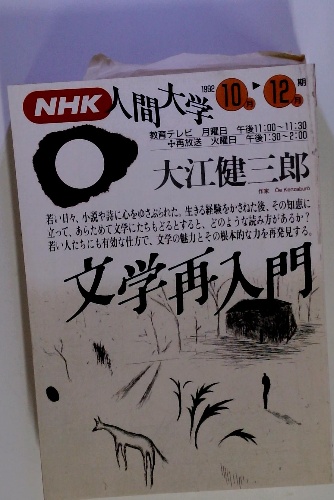 NHK 人間大学 1992 10月▶12月期
教育テレビ 月曜日 午後11:00〜11:30
再放送 火曜日 午後1:30〜2:00
大江健三郎
作家 Ōe Kenzaburō
若い日々、小説や詩に心をゆさぶられた。生きる経験をかさねた後、その知恵に
立って、あらためて文学にたちもどるとすると、どのような読み方があるか?
若い人たちにも有効な仕方で、文学の魅力とその根本的な力を再発見する。
文学再入門